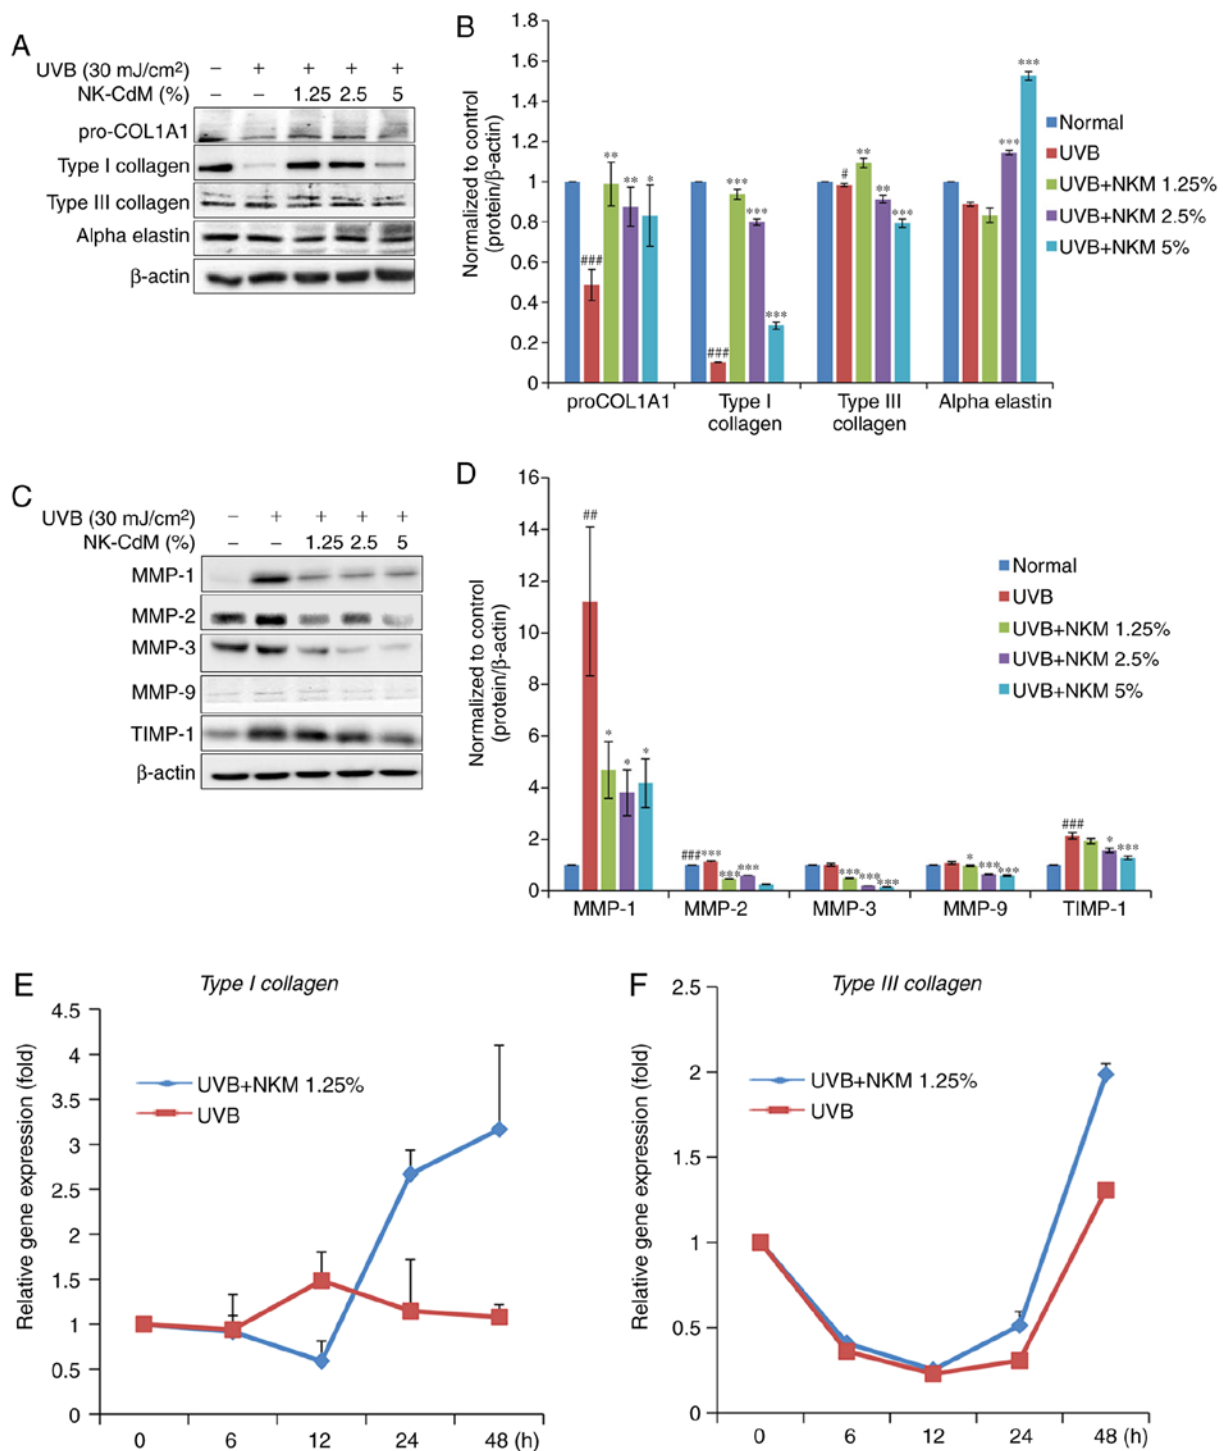 A
UVB (30 mJ/cm²) – + + + +
NK-CdM (%) – – 1.25 2.5 5
pro-COL1A1
Type I collagen
Type III collagen
Alpha elastin
β-actin
B
Normalized to control
(protein/β-actin)
1.8
1.6
1.4
1.2
1
0.8
0.6
0.4
0.2
0
###
**
**
*
###
***
***
***
#
**
**
***
***
***
proCOL1A1
Type I
collagen
Type III
collagen
Alpha elastin
Normal
UVB
UVB+NKM 1.25%
UVB+NKM 2.5%
UVB+NKM 5%
C
UVB (30 mJ/cm²) – + + + +
NK-CdM (%) – – 1.25 2.5 5
MMP-1
MMP-2
MMP-3
MMP-9
TIMP-1
β-actin
D
Normalized to control
(protein/β-actin)
16
14
12
10
8
6
4
2
0
##
*
*
*
###
***
***
***
***
***
***
*
***
***
###
*
***
MMP-1
MMP-2
MMP-3
MMP-9
TIMP-1
Normal
UVB
UVB+NKM 1.25%
UVB+NKM 2.5%
UVB+NKM 5%
E
Type I collagen
Relative gene expression (fold)
4.5
4
3.5
3
2.5
2
1.5
1
0.5
0
UVB+NKM 1.25%
UVB
0 6 12 24 48 (h)
F
Type III collagen
Relative gene expression (fold)
2.5
2
1.5
1
0.5
0
UVB+NKM 1.25%
UVB
0 6 12 24 48 (h)